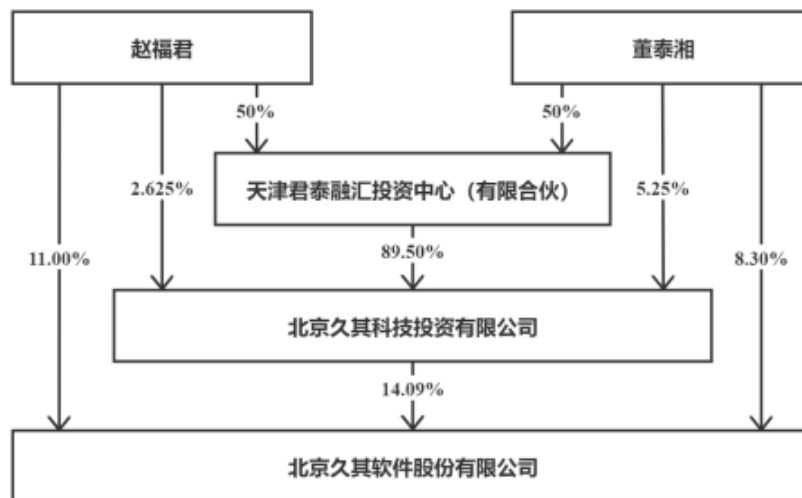 赵福君
董泰湘
50%
50%
天津君泰融汇投资中心（有限合伙）
2.625%
5.25%
11.00%
89.50%
8.30%
北京久其科技投资有限公司
14.09%
北京久其软件股份有限公司